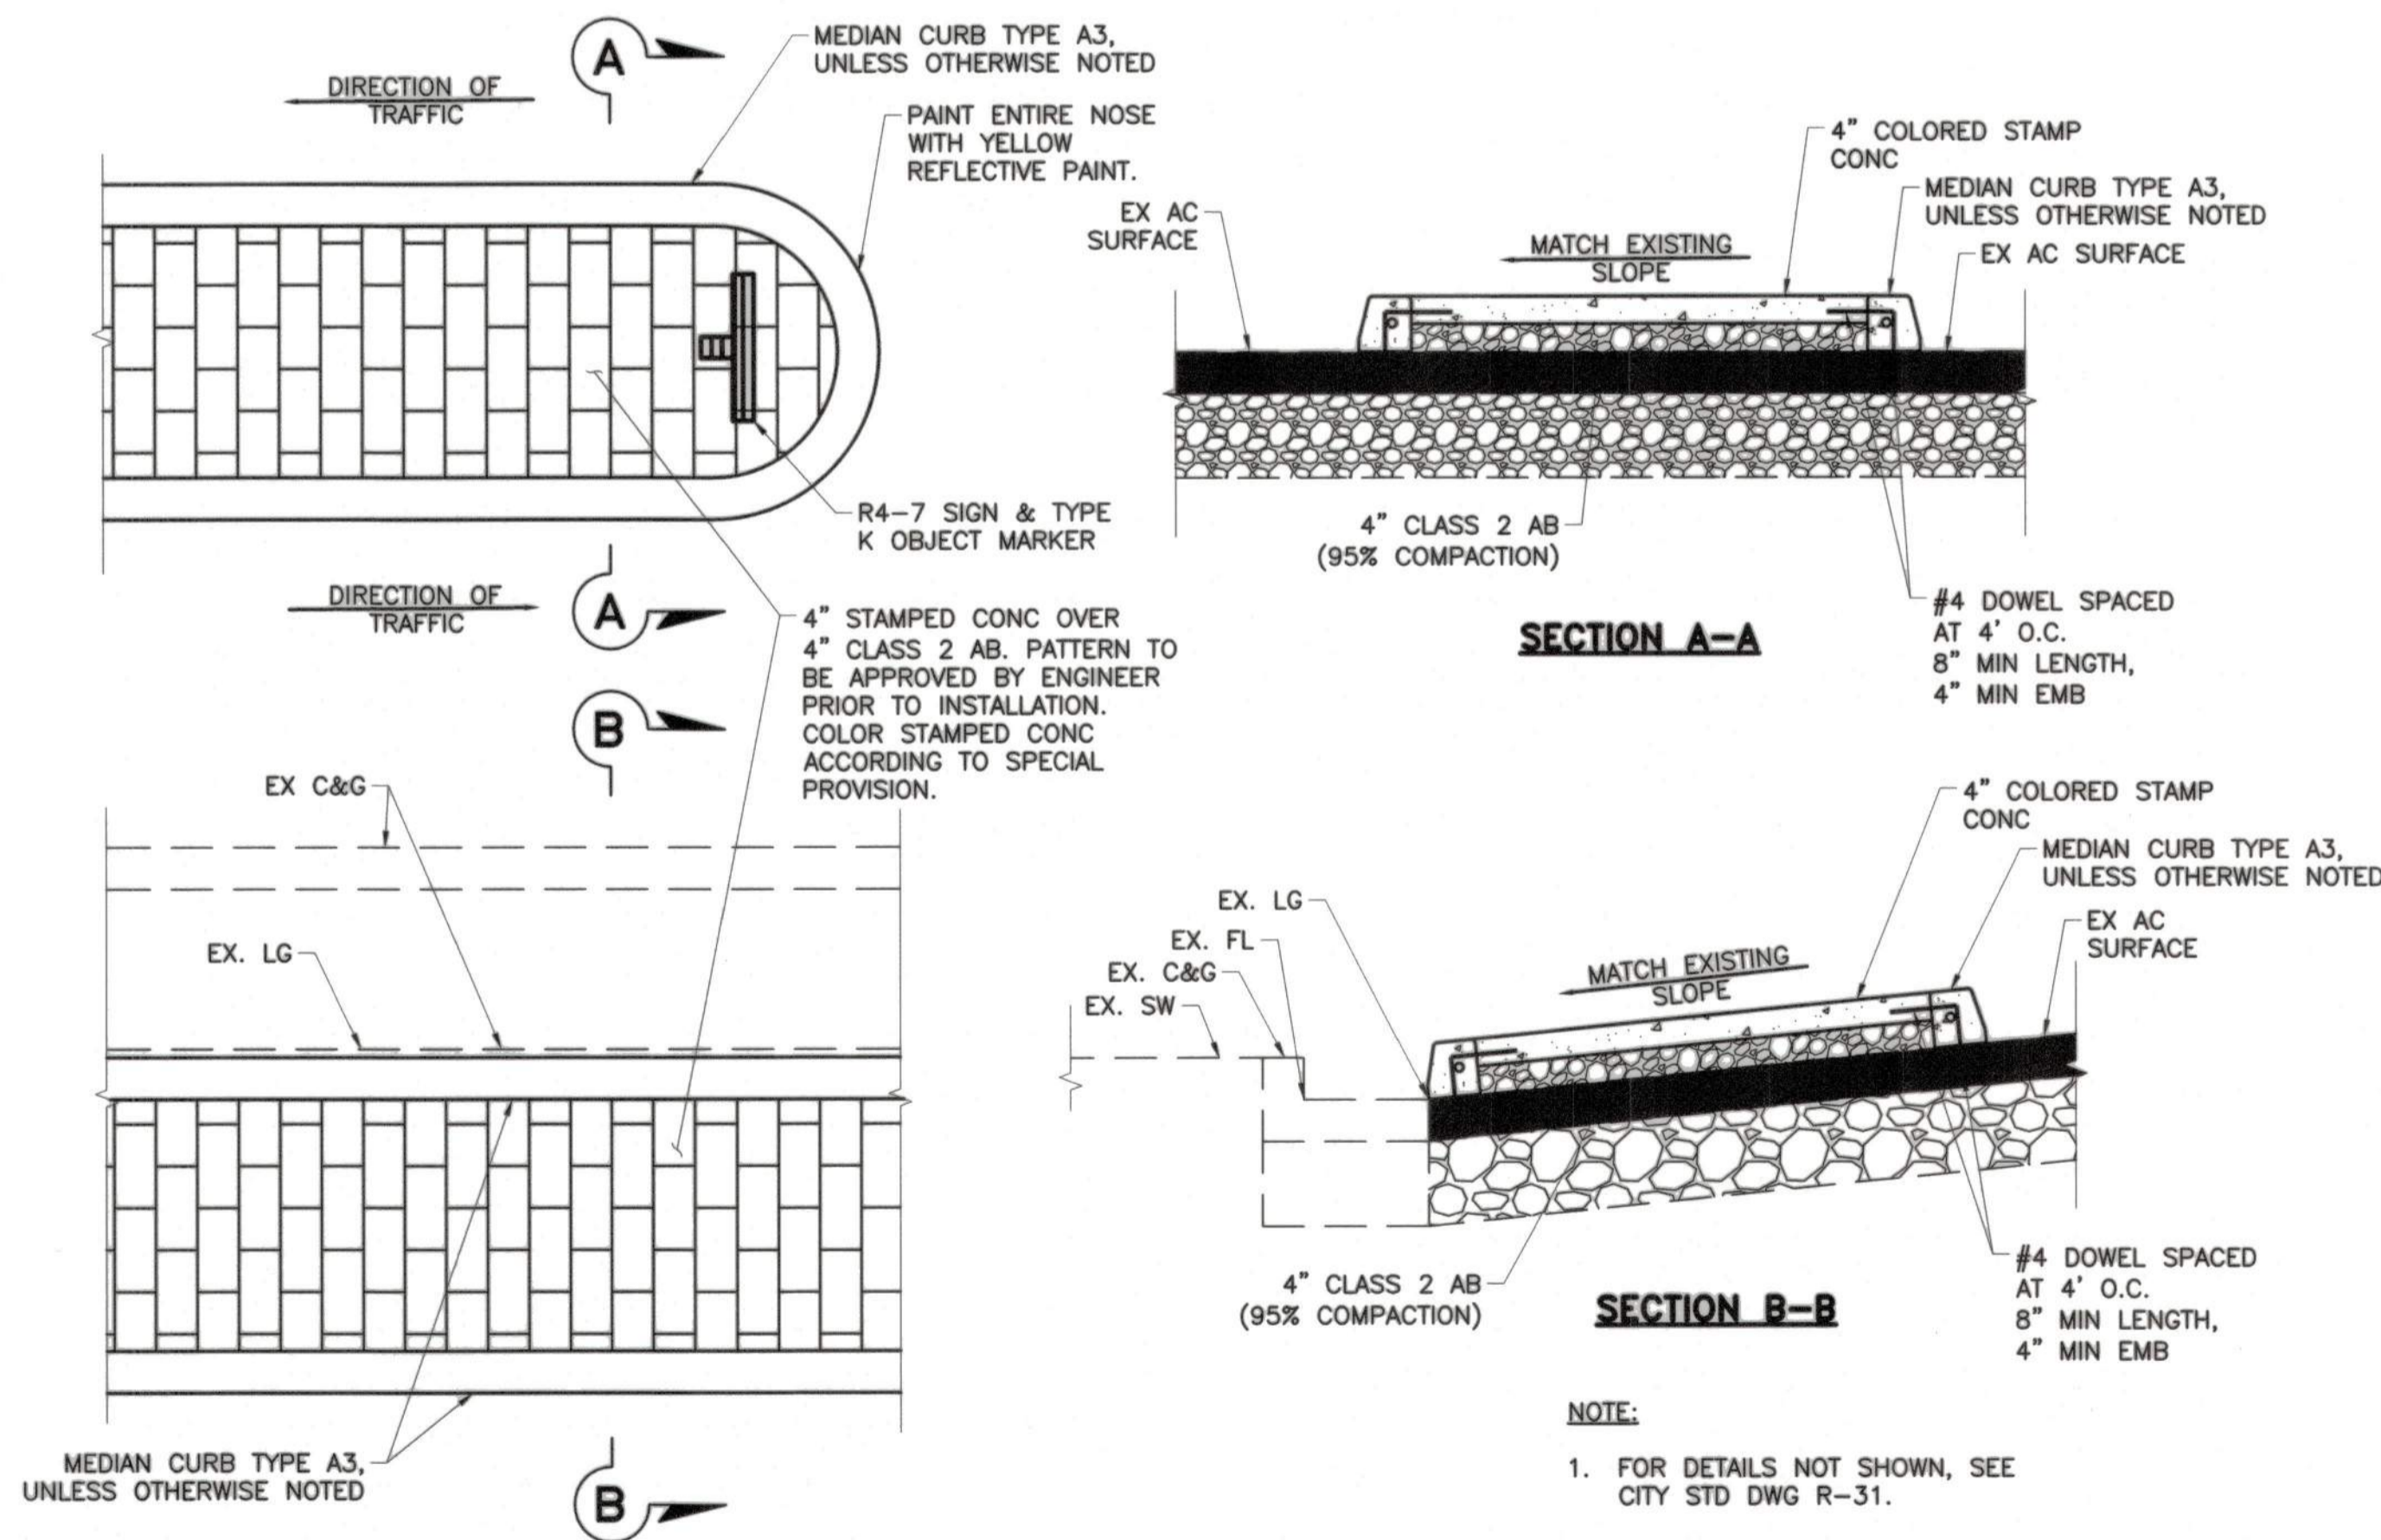 A
DIRECTION OF
TRAFFIC
MEDIAN CURB TYPE A3,
UNLESS OTHERWISE NOTED
PAINT ENTIRE NOSE
WITH YELLOW
REFLECTIVE PAINT.
R4-7 SIGN & TYPE
K OBJECT MARKER
DIRECTION OF
TRAFFIC
A
4" STAMPED CONC OVER
4" CLASS 2 AB. PATTERN TO
BE APPROVED BY ENGINEER
PRIOR TO INSTALLATION.
COLOR STAMPED CONC
ACCORDING TO SPECIAL
PROVISION.
B
EX C&G
EX. LG
MEDIAN CURB TYPE A3,
UNLESS OTHERWISE NOTED
B
4" COLORED STAMP
CONC
MEDIAN CURB TYPE A3,
UNLESS OTHERWISE NOTED
EX AC
SURFACE
MATCH EXISTING
SLOPE
EX AC SURFACE
4" CLASS 2 AB
(95% COMPACTION)
#4 DOWEL SPACED
AT 4' O.C.
8" MIN LENGTH,
4" MIN EMB
SECTION A-A
4" COLORED STAMP
CONC
MEDIAN CURB TYPE A3,
UNLESS OTHERWISE NOTED
EX. LG
EX AC
SURFACE
EX. FL
EX. C&G
EX. SW
MATCH EXISTING
SLOPE
4" CLASS 2 AB
(95% COMPACTION)
#4 DOWEL SPACED
AT 4' O.C.
8" MIN LENGTH,
4" MIN EMB
SECTION B-B
NOTE:
1. FOR DETAILS NOT SHOWN, SEE
CITY STD DWG R-31.